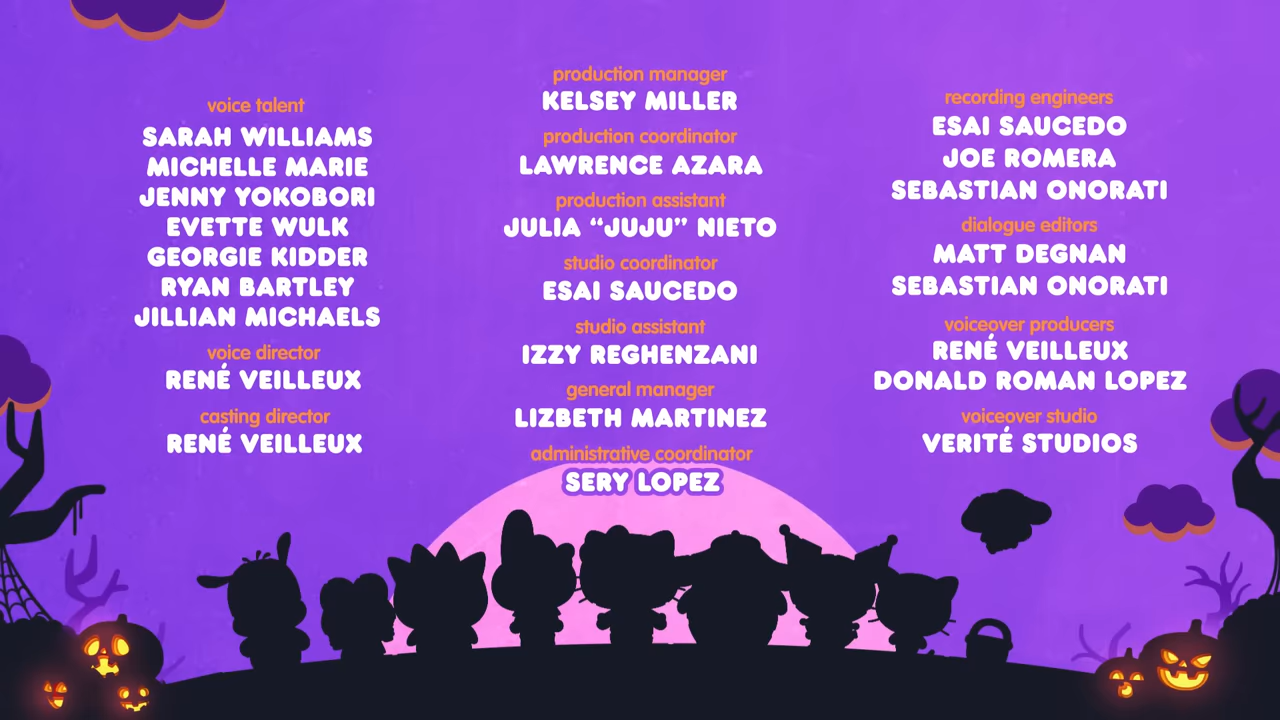 voice talent
SARAH WILLIAMS
MICHELLE MARIE
JENNY YOKOBORI
EVETTE WULK
GEORGIE KIDDER
RYAN BARTLEY
JILLIAN MICHAELS
voice director
RENÉ VEILLEUX
casting director
RENÉ VEILLEUX
production manager
KELSEY MILLER
production coordinator
LAWRENCE AZARA
production assistant
JULIA “JUJU” NIETO
studio coordinator
ESAI SAUCEDO
studio assistant
IZZY REGHENZANI
general manager
LIZBETH MARTINEZ
administrative coordinator
SERY LOPEZ
recording engineers
ESAI SAUCEDO
JOE ROMERA
SEBASTIAN ONORATI
dialogue editors
MATT DEGNAN
SEBASTIAN ONORATI
voiceover producers
RENÉ VEILLEUX
DONALD ROMAN LOPEZ
voiceover studio
VERITÉ STUDIOS